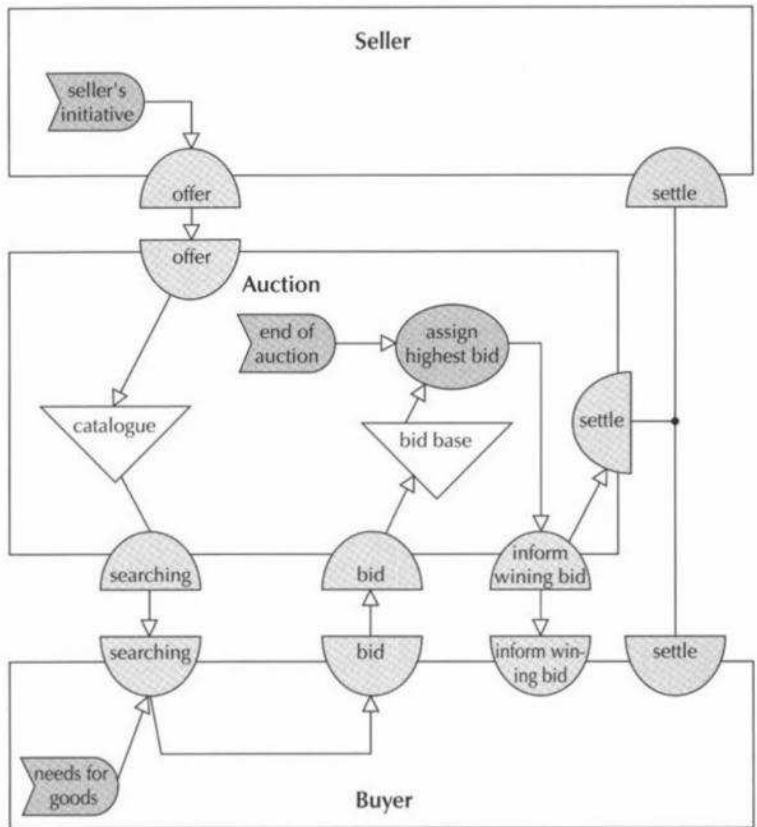 Seller
seller's
initiative
offer
settle
offer
Auction
end of
auction
assign
highest bid
catalogue
bid base
settle
searching
bid
inform
wining bid
searching
bid
inform win-
ing bid
settle
needs for
goods
Buyer